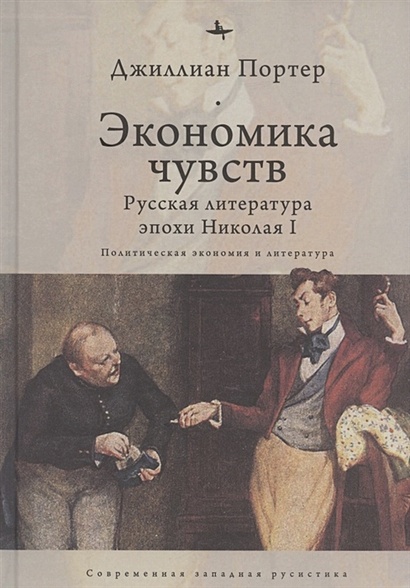 Джиллиан Портер
Экономика
чувств
Русская литература
эпохи Николая I
Политическая экономия и литература
Современная западная русистика